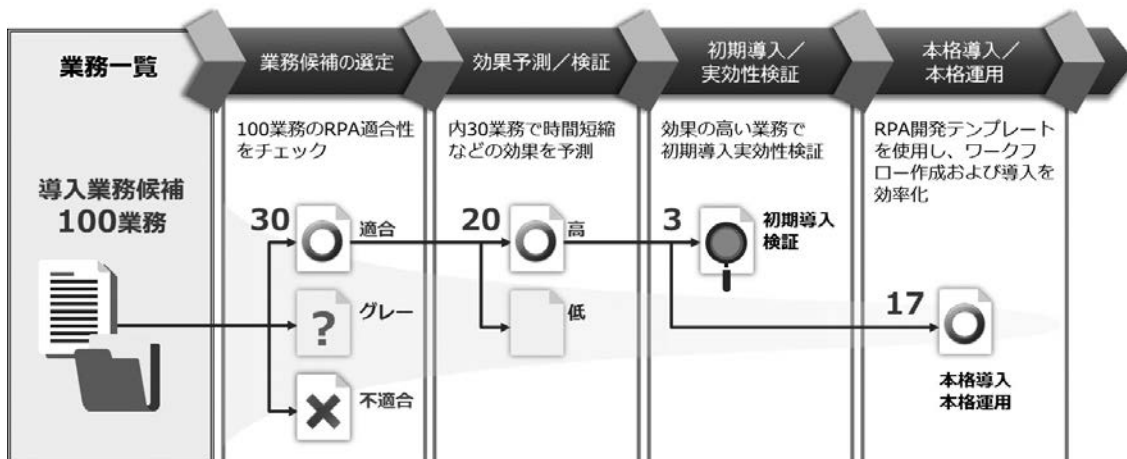 業務一覧
導入業務候補
100業務
業務候補の選定
100業務のRPA適合性
をチェック
30
適合
?
グレー
不適合
効果予測／検証
内30業務で時間短縮
などの効果を予測
20
高
低
初期導入／
実効性検証
効果の高い業務で
初期導入実効性検証
3
初期導入
検証
本格導入／
本格運用
RPA開発テンプレート
を使用し、ワークフ
ロー作成および導入を
効率化
17
本格導入
本格運用